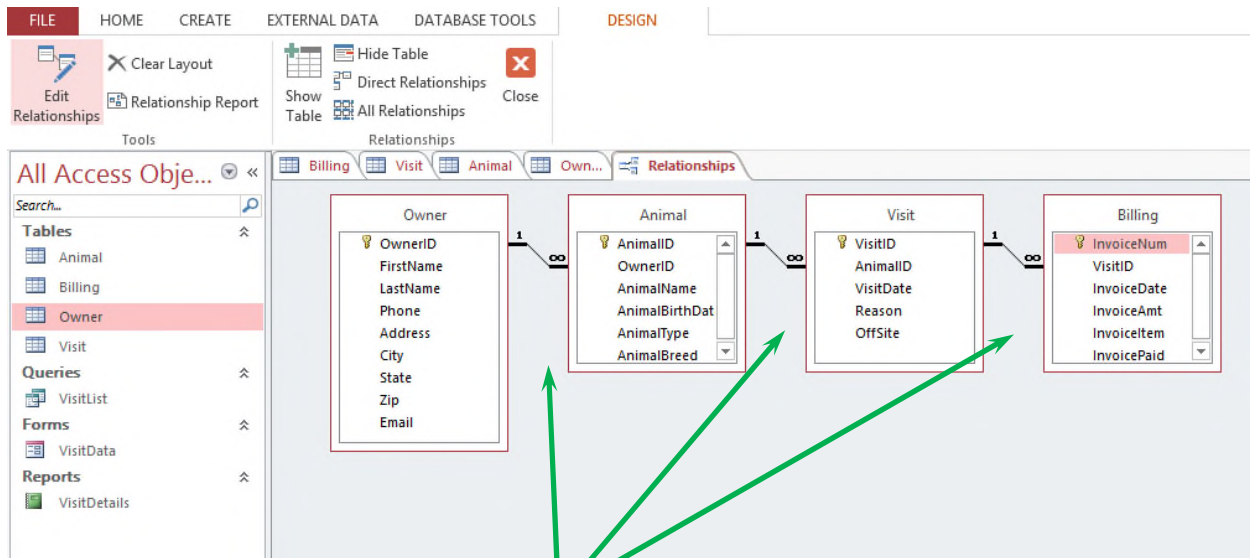 FILE HOME CREATE EXTERNAL DATA DATABASE TOOLS DESIGN
Edit Relationships
Clear Layout
Relationship Report
Tools
Show Table
Hide Table
Direct Relationships
All Relationships
Close
Relationships
All Access Obje...
Search...
Tables
Animal
Billing
Owner
Visit
Queries
VisitList
Forms
VisitData
Reports
VisitDetails
Billing Visit Animal Own... Relationships
Owner
OwnerID
FirstName
LastName
Phone
Address
City
State
Zip
Email
1 ∞
Animal
AnimalID
OwnerID
AnimalName
AnimalBirthDat
AnimalType
AnimalBreed
1 ∞
Visit
VisitID
AnimalID
VisitDate
Reason
OffSite
1 ∞
Billing
InvoiceNum
VisitID
InvoiceDate
InvoiceAmt
InvoiceItem
InvoicePaid